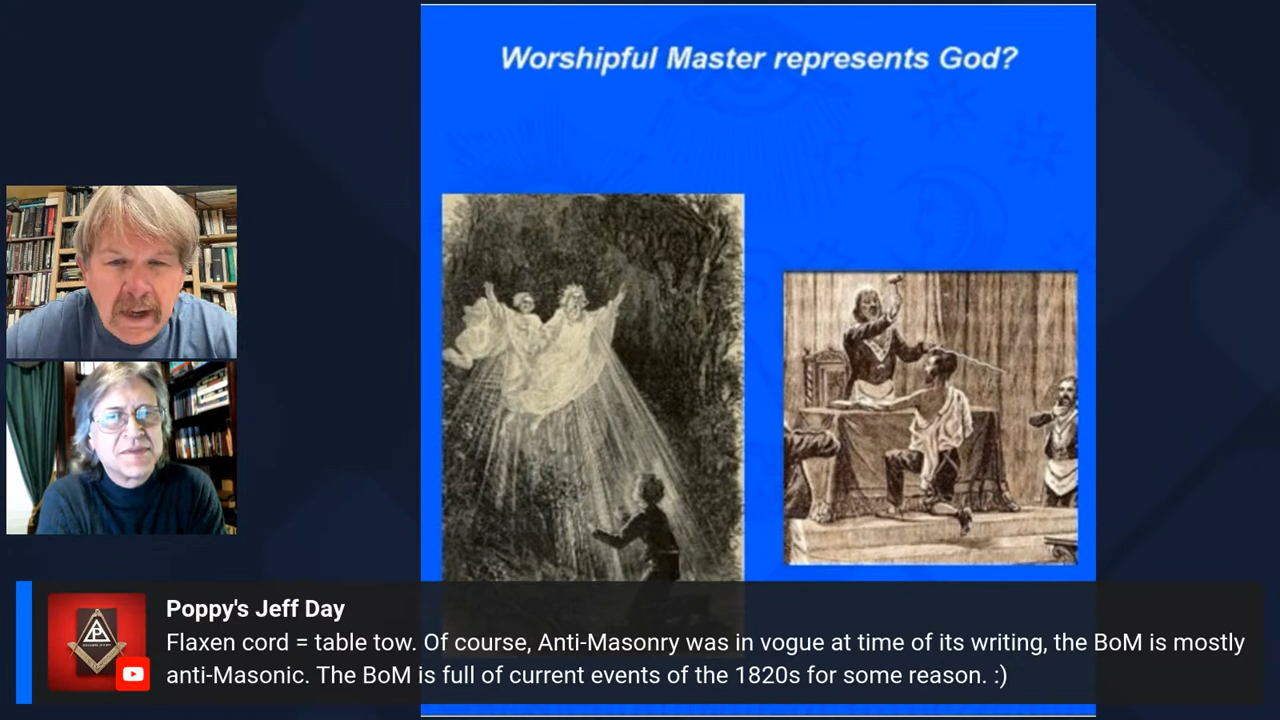 Worshipful Master represents God?
Poppy's Jeff Day
Flaxen cord = table tow. Of course, Anti-Masonry was in vogue at time of its writing, the BoM is mostly
anti-Masonic. The BoM is full of current events of the 1820s for some reason. :)